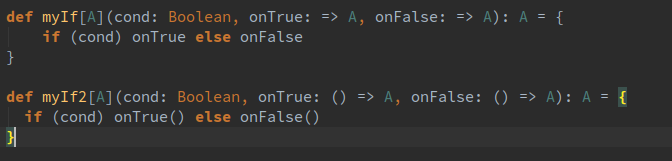 def myIf[A](cond: Boolean, onTrue: => A, onFalse: => A): A = {
    if (cond) onTrue else onFalse
}
def myIf2[A](cond: Boolean, onTrue: () => A, onFalse: () => A): A = {
  if (cond) onTrue() else onFalse()
}